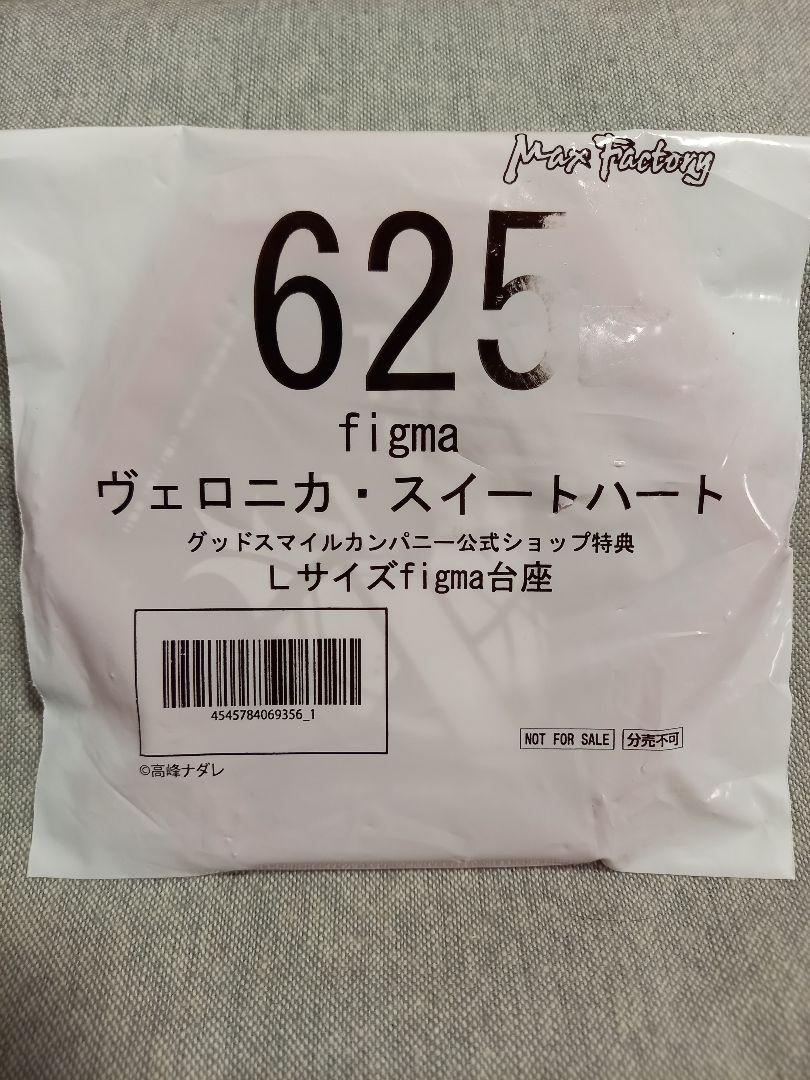 Max Factory
625
figma
ヴェロニカ・スイートハート
グッドスマイルカンパニー公式ショップ特典
Lサイズfigma台座
4545784069356_1
NOT FOR SALE 分売不可
©高峰ナダレ